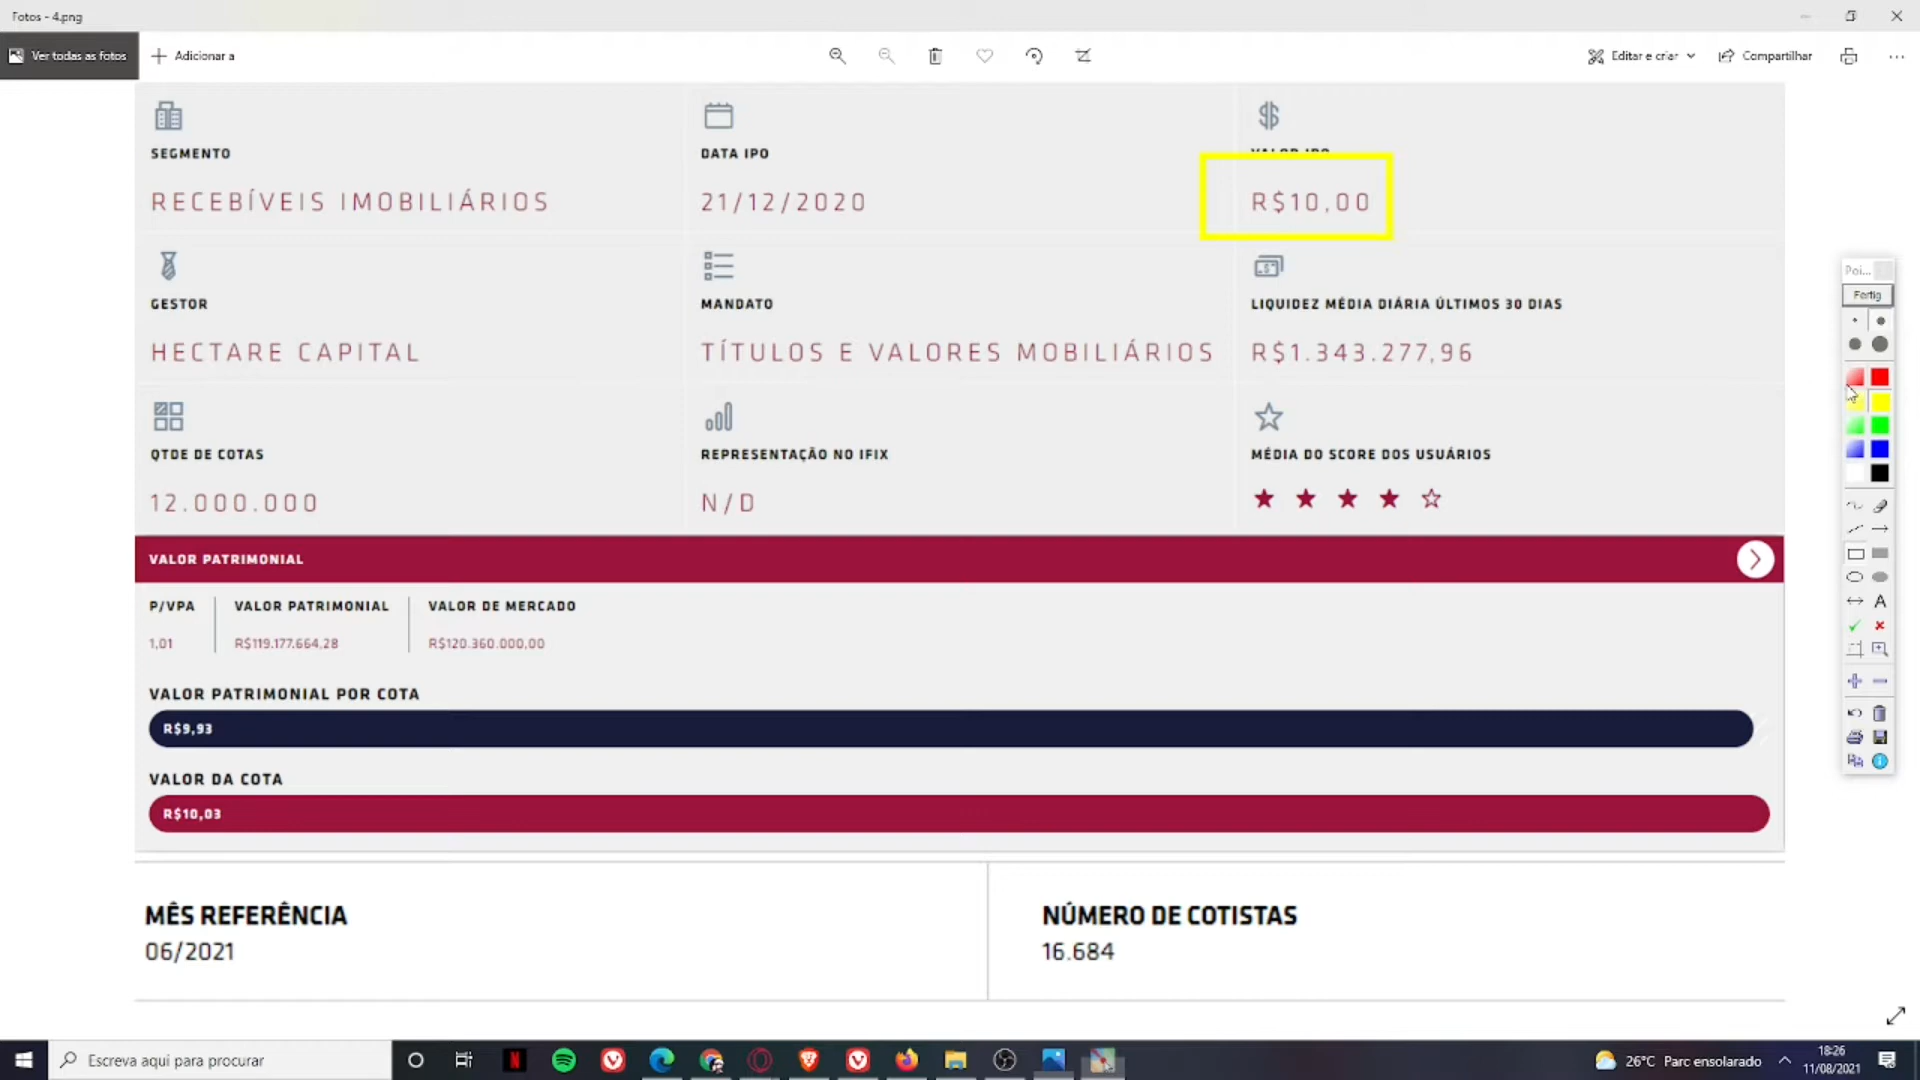 Fotos - 4.png
Ver todas as fotos
Adicionar a
Editar e criar
Compartilhar
SEGMENTO
DATA IPO
VALOR IPO
RECEBÍVEIS IMOBILIÁRIOS
21/12/2020
R$10,00
GESTOR
MANDATO
LIQUIDEZ MÉDIA DIÁRIA ÚLTIMOS 30 DIAS
HECTARE CAPITAL
TÍTULOS E VALORES MOBILIÁRIOS
R$1.343.277,96
QTDE DE COTAS
REPRESENTAÇÃO NO IFIX
MÉDIA DO SCORE DOS USUÁRIOS
12.000.000
N/D
VALOR PATRIMONIAL
P/VPA
VALOR PATRIMONIAL
VALOR DE MERCADO
1,01
R$119.177.664,28
R$120.360.000,00
VALOR PATRIMONIAL POR COTA
R$9,93
VALOR DA COTA
R$10,03
MÊS REFERÊNCIA
06/2021
NÚMERO DE COTISTAS
16.684
Poi...
Fertig
Escreva aqui para procurar
26°C Parc ensolarado
18:26
11/08/2021